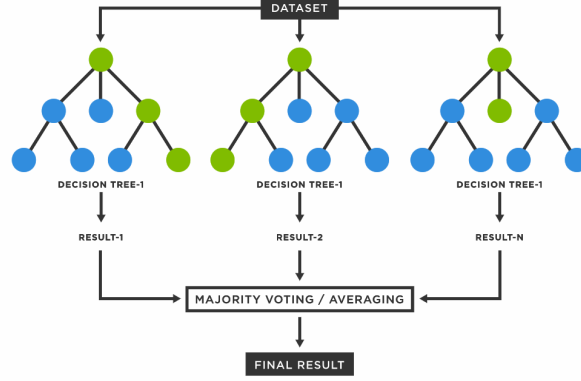 DATASET
DECISION TREE-1
DECISION TREE-1
DECISION TREE-1
RESULT-1
RESULT-2
RESULT-N
MAJORITY VOTING / AVERAGING
FINAL RESULT